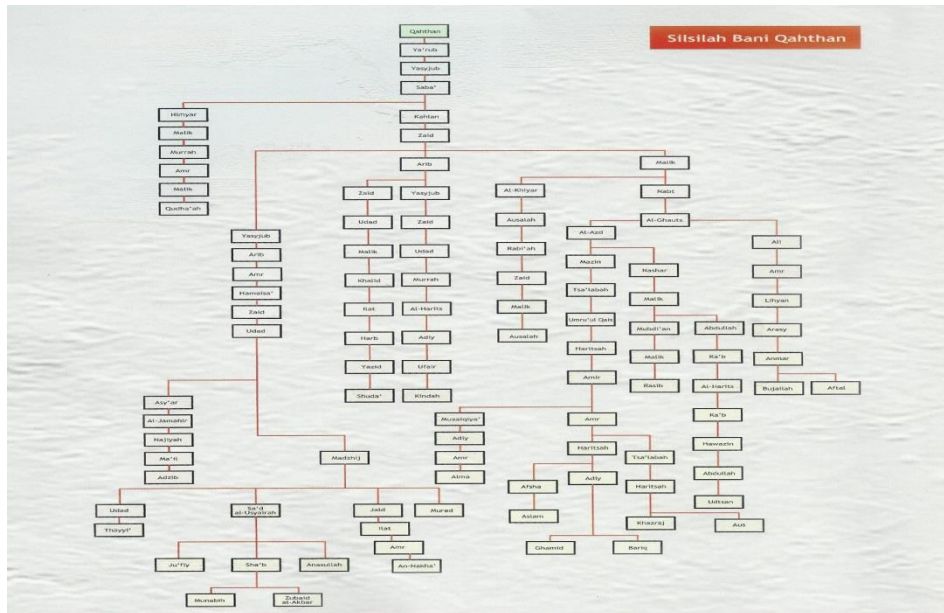 Silsilah Bani Qahthan
Qahthan
Ya'rub
Yasyjub
Saba'
Himyar
Malik
Murrah
Amr
Malik
Qudha'ah
Kahlan
Zaid
Yasyjub
Arib
Amr
Hamaisa'
Zaid
Udad
Asy'ar
Al-Jamahir
Najiyah
Adzib
Madzhij
Udad
Thayyi'
Sa'd
al-Usyairah
Ju'fiy
Sha'b
Anasullah
Munabih
Zubaid
al-Akbar
Jald
Ilat
Amr
An-Nakha'
Murad
Arib
Zaid
Udad
Malik
Khalid
Ilat
Harb
Yazid
Shuda'
Yasyjub
Zaid
Udad
Murrah
Al-Harits
Adiy
Ufair
Kindah
Malik
Al-Khiyar
Ausalah
Rabi'ah
Zaid
Malik
Ausalah
Nabt
Al-Ghauts
Al-Azd
Mazin
Tsa'labah
Umru'ul Qais
Haritsah
Amir
Muzaiqiya'
Adiy
Amr
Alma
Amr
Haritsah
Afsha
Aslam
Adiy
Ghamid
Bariq
Tsa'labah
Haritsah
Khazraj
Aus
Nashar
Malik
Malik
Rasib
Abdullah
Ka'b
Al-Harits
Ka'b
Hawazin
Abdullah
Udtsan
Amr
Lihyan
Arasy
Anmar
Bujailah
Aftal